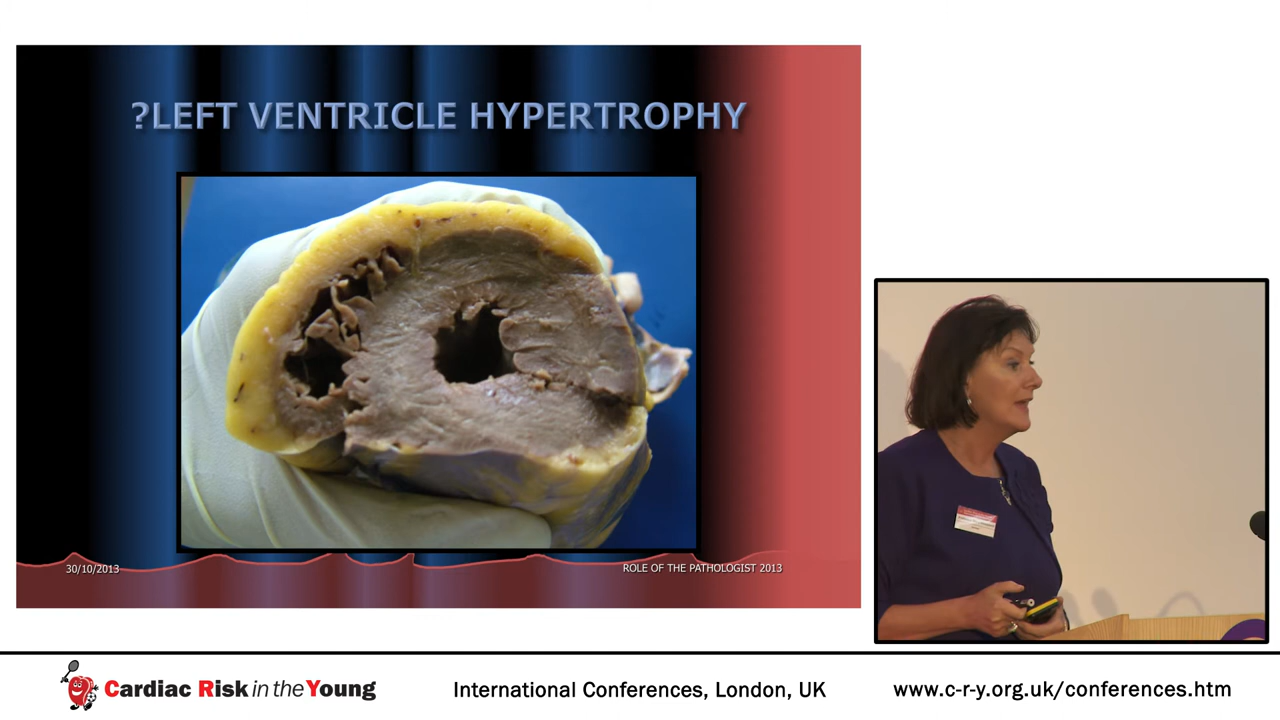 ?LEFT VENTRICLE HYPERTROPHY
30/10/2013
ROLE OF THE PATHOLOGIST 2013
Cardiac Risk in the Young
International Conferences, London, UK
www.c-r-y.org.uk/conferences.htm